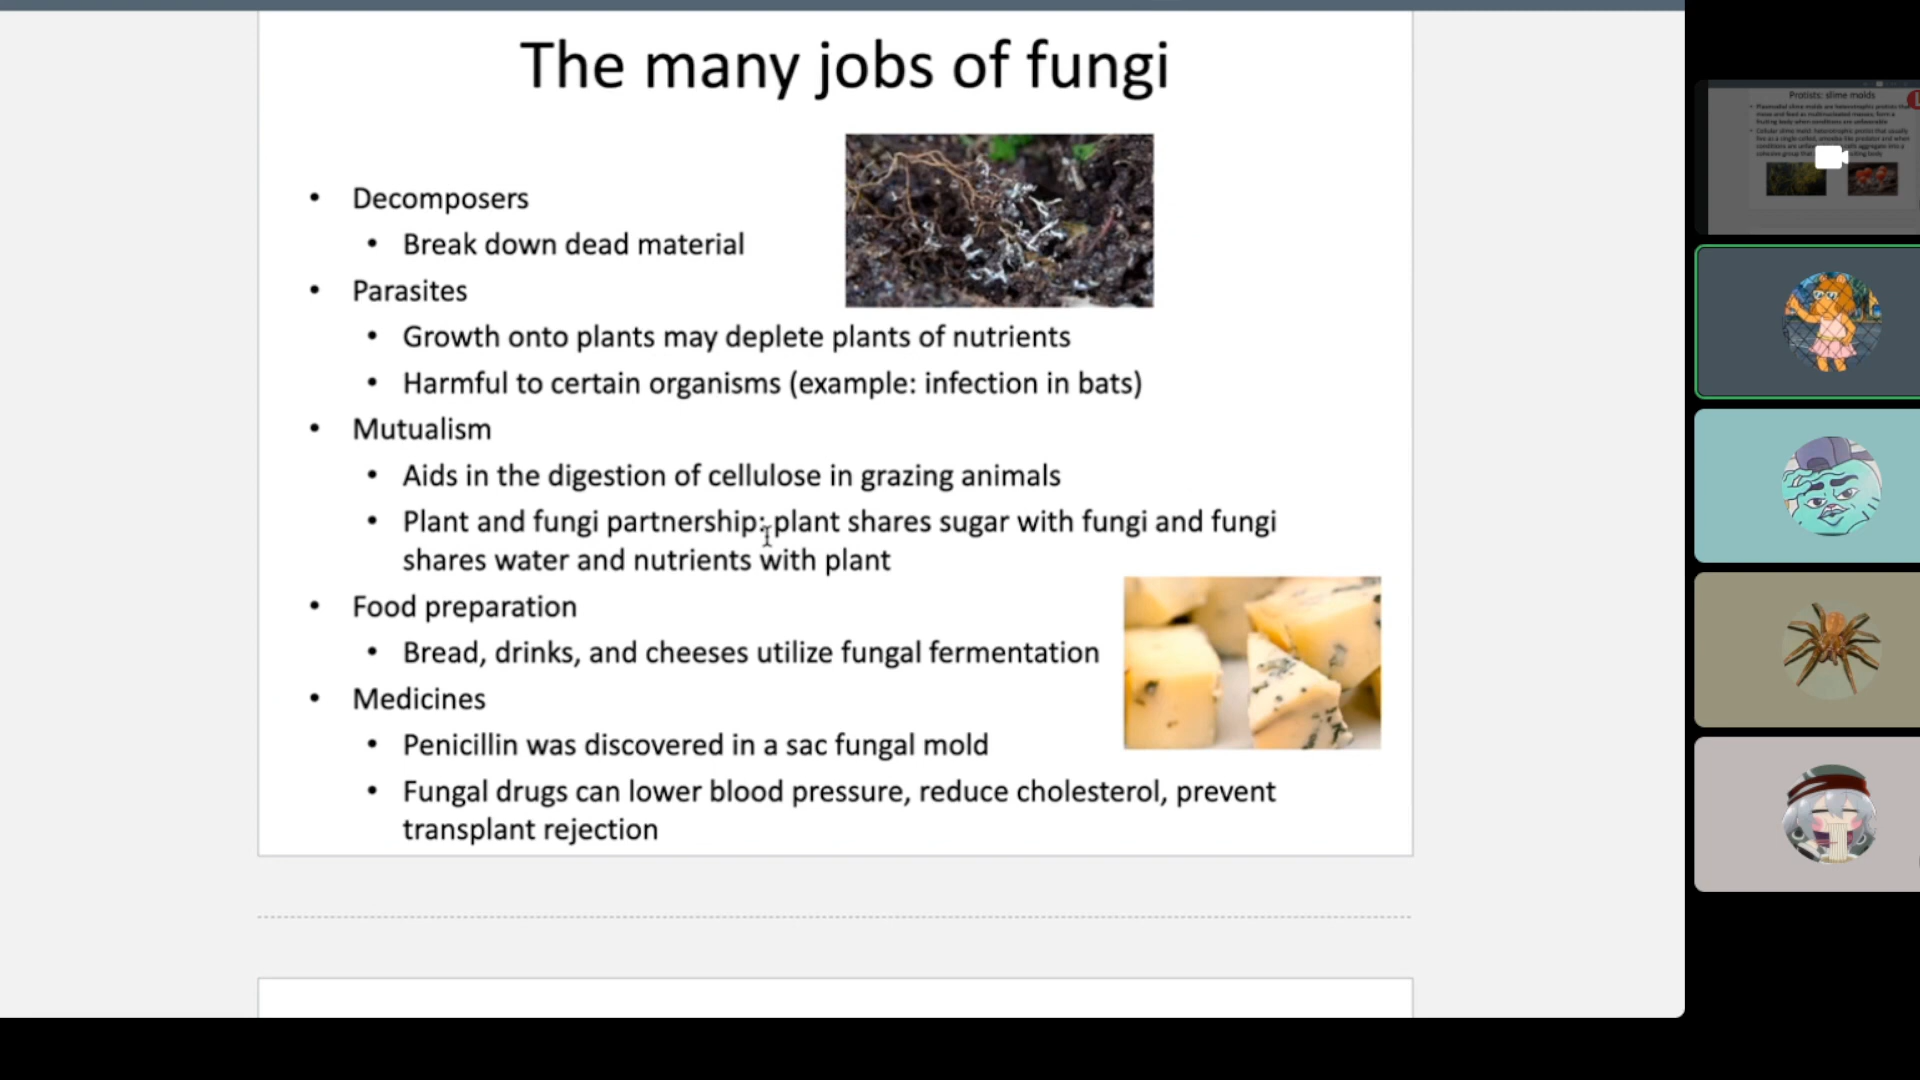 The many jobs of fungi
• Decomposers
• Break down dead material
• Parasites
• Growth onto plants may deplete plants of nutrients
• Harmful to certain organisms (example: infection in bats)
• Mutualism
• Aids in the digestion of cellulose in grazing animals
• Plant and fungi partnership: plant shares sugar with fungi and fungi
shares water and nutrients with plant
• Food preparation
• Bread, drinks, and cheeses utilize fungal fermentation
• Medicines
• Penicillin was discovered in a sac fungal mold
• Fungal drugs can lower blood pressure, reduce cholesterol, prevent
transplant rejection
Protists: slime molds